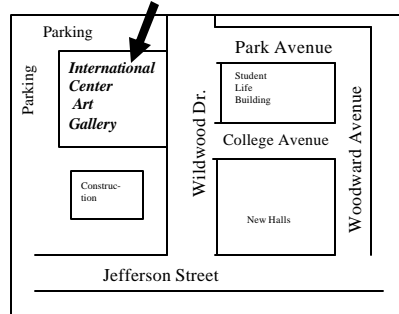 Parking
Parking
International
Center
Art
Gallery
Construc-
tion
Wildwood Dr.
Park Avenue
Student
Life
Building
College Avenue
New Halls
Woodward Avenue
Jefferson Street